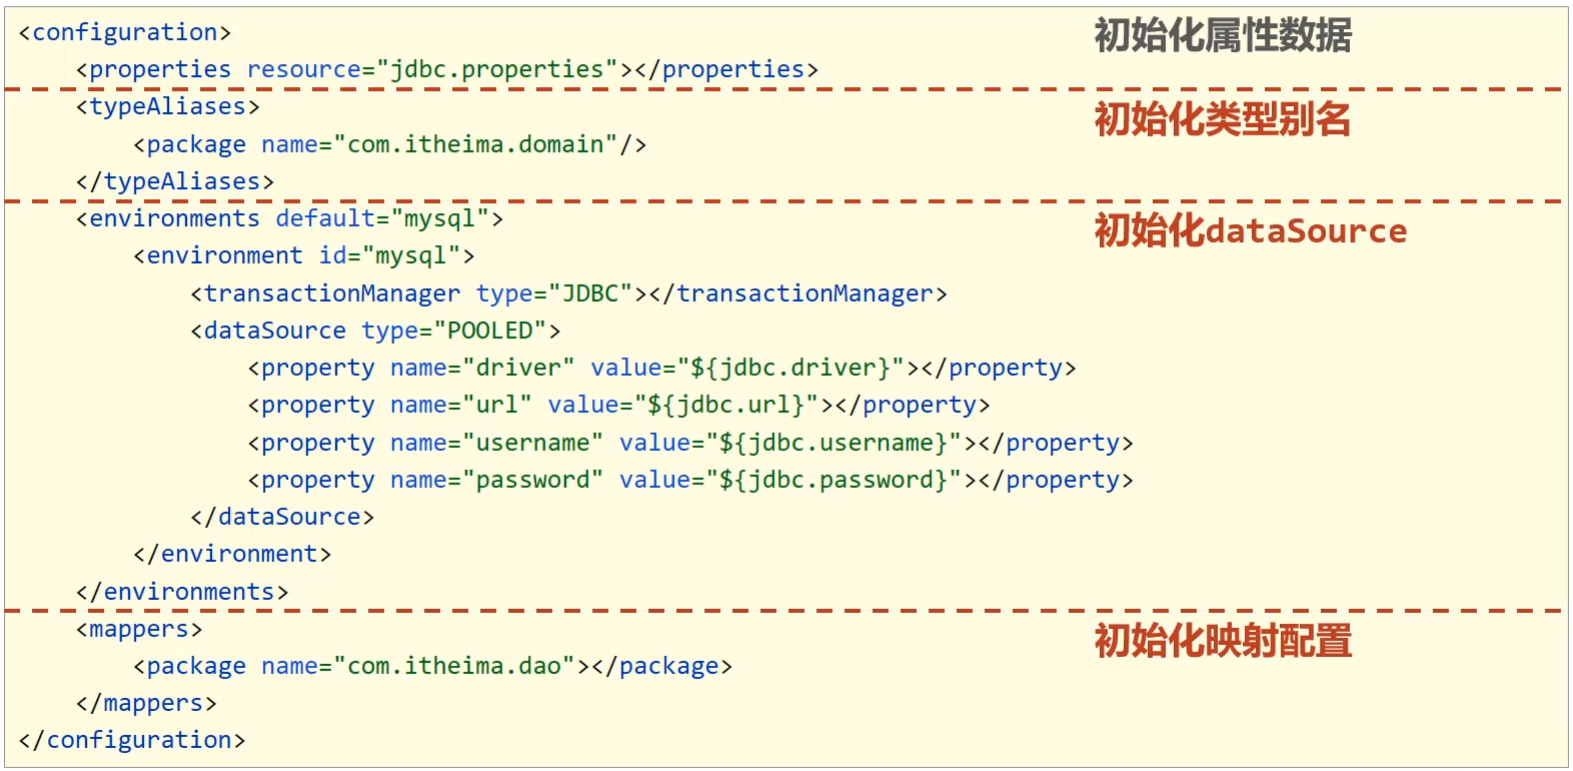 <configuration>
初始化属性数据
<properties resource="jdbc.properties"></properties>
<typeAliases>
初始化类型别名
<package name="com.itheima.domain"/>
</typeAliases>
<environments default="mysql">
初始化dataSource
<environment id="mysql">
<transactionManager type="JDBC"></transactionManager>
<dataSource type="POOLED">
<property name="driver" value="${jdbc.driver}"></property>
<property name="url" value="${jdbc.url}"></property>
<property name="username" value="${jdbc.username}"></property>
<property name="password" value="${jdbc.password}"></property>
</dataSource>
</environment>
</environments>
<mappers>
初始化映射配置
<package name="com.itheima.dao"></package>
</mappers>
</configuration>